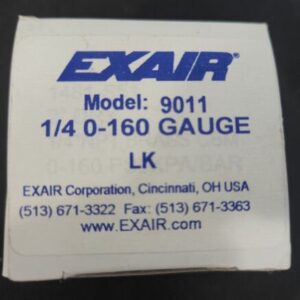 EXAIR®
Model: 9011
1/4 0-160 GAUGE
LK
EXAIR Corporation, Cincinnati, OH USA
(513) 671-3322 Fax: (513) 671-3363
www.EXAIR.com